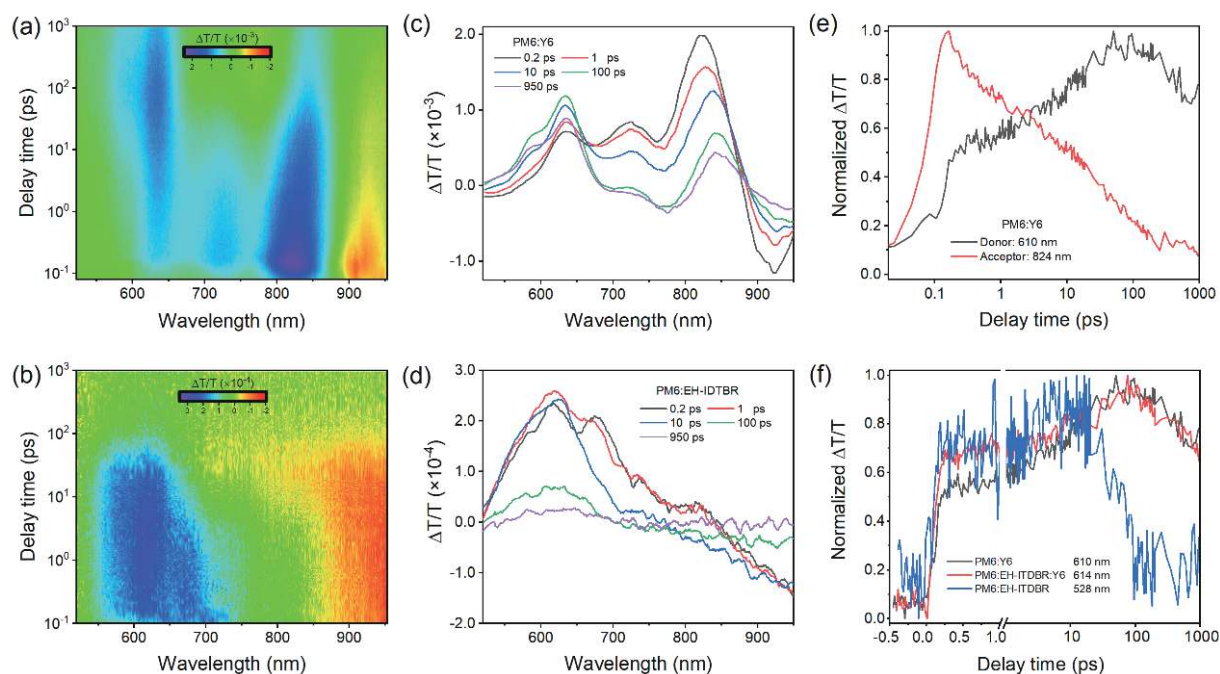 (a)
ΔT/T (×10⁻³)
2 1 0 -1 -2
10³
10²
10¹
10⁰
10⁻¹
Delay time (ps)
600 700 800 900
Wavelength (nm)
(c)
PM6:Y6
0.2 ps 1 ps
10 ps 100 ps
950 ps
2.0
1.0
0.0
-1.0
ΔT/T (×10⁻³)
600 700 800 900
Wavelength (nm)
(e)
1.0
0.8
0.6
0.4
0.2
0.0
Normalized ΔT/T
PM6:Y6
Donor: 610 nm
Acceptor: 824 nm
0.1 1 10 100 1000
Delay time (ps)
(b)
ΔT/T (×10⁻⁴)
3 2 1 0 -1 -2
10³
10²
10¹
10⁰
10⁻¹
Delay time (ps)
600 700 800 900
Wavelength (nm)
(d)
PM6:EH-IDTBR
0.2 ps 1 ps
10 ps 100 ps
950 ps
3.0
2.0
1.0
0.0
-1.0
-2.0
ΔT/T (×10⁻⁴)
600 700 800 900
Wavelength (nm)
(f)
1.0
0.8
0.6
0.4
0.2
0.0
Normalized ΔT/T
PM6:Y6 610 nm
PM6:EH-ITDBR:Y6 614 nm
PM6:EH-ITDBR 528 nm
-0.5 0.0 0.5 1.0 10 100 1000
Delay time (ps)